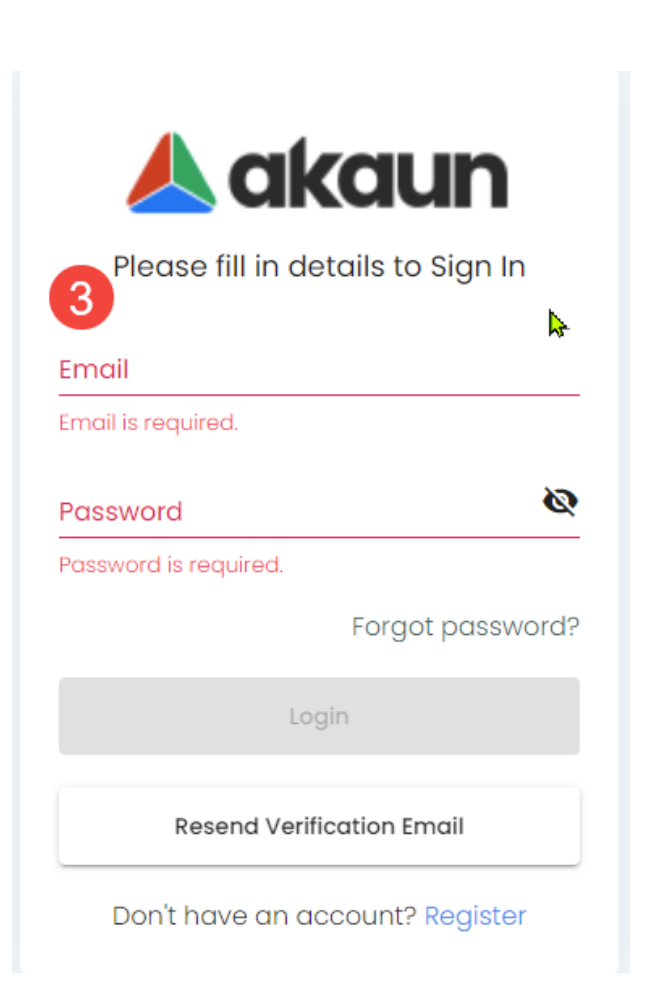 akaun
Please fill in details to Sign In
3
Email
Email is required.
Password
Password is required.
Forgot password?
Login
Resend Verification Email
Don't have an account? Register